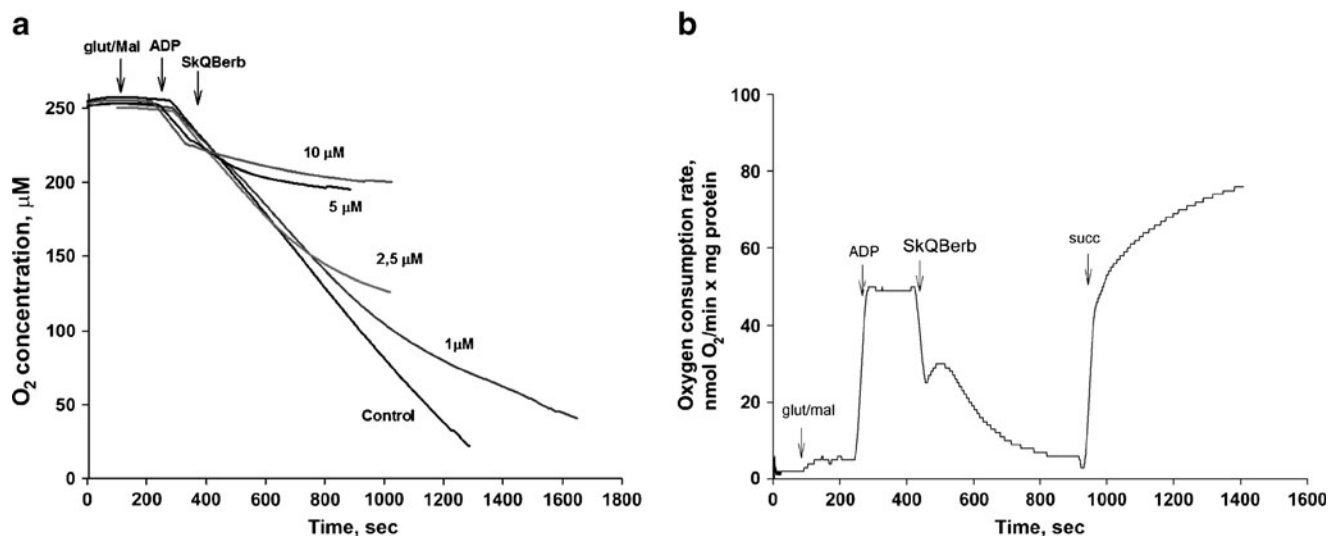 a
glut/Mal
ADP
SkQBerb
O2 concentration, µM
250
200
150
100
50
0
10 µM
5 µM
2,5 µM
1µM
Control
0 200 400 600 800 1000 1200 1400 1600 1800
Time, sec
b
Oxygen consumption rate,
nmol O2/min x mg protein
100
80
60
40
20
0
glut/mal
ADP
SkQBerb
succ
0 200 400 600 800 1000 1200 1400 1600
Time, sec